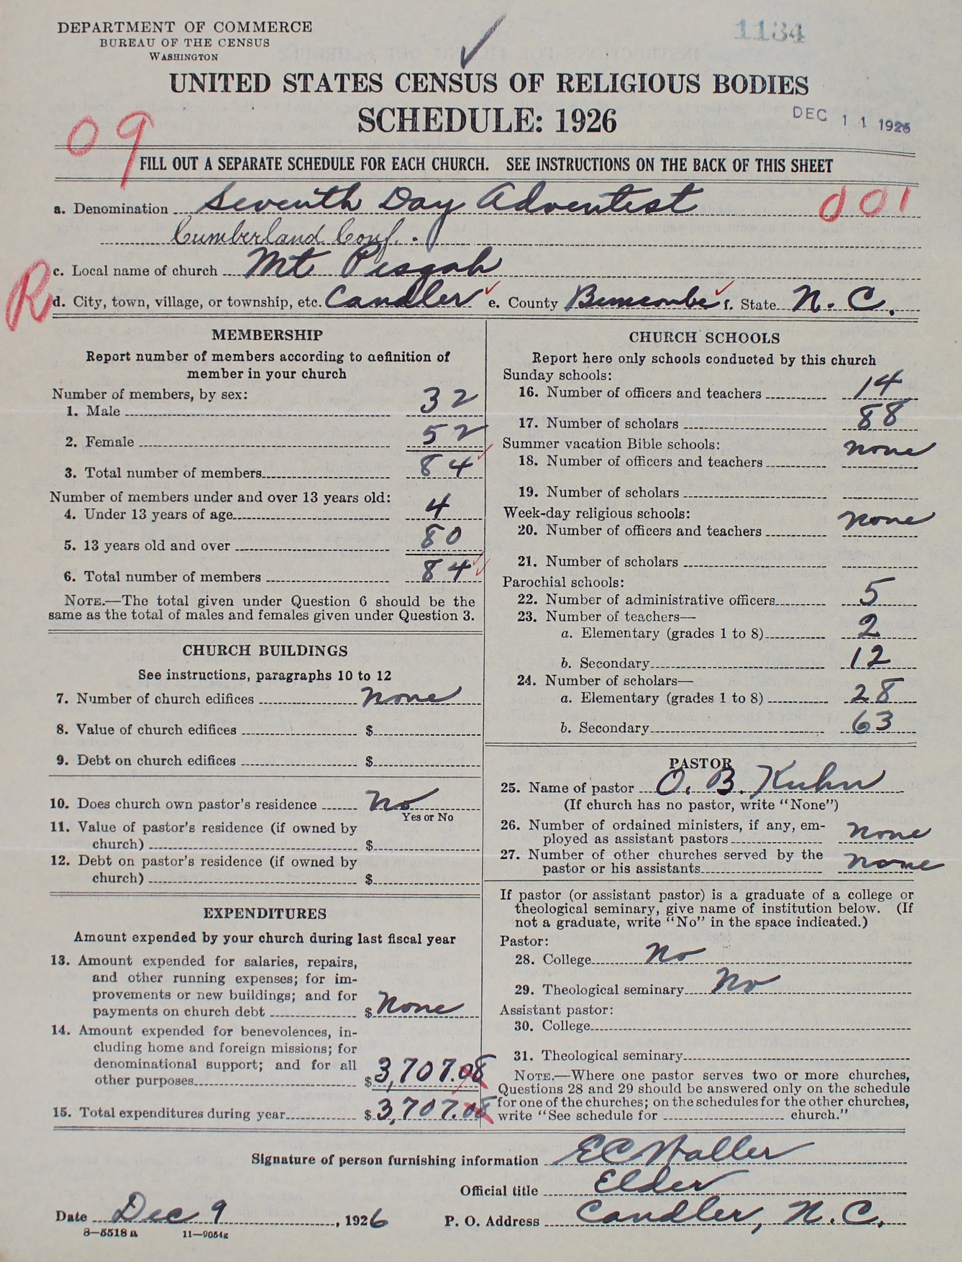 DEPARTMENT OF COMMERCE
BUREAU OF THE CENSUS
WASHINGTON
1134
UNITED STATES CENSUS OF RELIGIOUS BODIES
SCHEDULE: 1926
DEC 11 1926
09
FILL OUT A SEPARATE SCHEDULE FOR EACH CHURCH. SEE INSTRUCTIONS ON THE BACK OF THIS SHEET
a. Denomination Seventh Day Adventist
001
Cumberland Conf.
c. Local name of church Mt Pisgah
R
d. City, town, village, or township, etc. Candler e. County Buncombe f. State N. C.
MEMBERSHIP
Report number of members according to definition of
member in your church
Number of members, by sex:
1. Male 32
2. Female 52
3. Total number of members 84
Number of members under and over 13 years old:
4. Under 13 years of age 4
5. 13 years old and over 80
6. Total number of members 84
NOTE.—The total given under Question 6 should be the
same as the total of males and females given under Question 3.
CHURCH BUILDINGS
See instructions, paragraphs 10 to 12
7. Number of church edifices none
8. Value of church edifices $
9. Debt on church edifices $
10. Does church own pastor's residence No
Yes or No
11. Value of pastor's residence (if owned by
church) $
12. Debt on pastor's residence (if owned by
church) $
EXPENDITURES
Amount expended by your church during last fiscal year
13. Amount expended for salaries, repairs,
and other running expenses; for im-
provements or new buildings; and for
payments on church debt $ None
14. Amount expended for benevolences, in-
cluding home and foreign missions; for
denominational support; and for all
other purposes $ 3,707.08
15. Total expenditures during year $ 3,707.08
CHURCH SCHOOLS
Report here only schools conducted by this church
Sunday schools:
16. Number of officers and teachers 14
17. Number of scholars 88
Summer vacation Bible schools:
18. Number of officers and teachers none
19. Number of scholars
Week-day religious schools:
20. Number of officers and teachers none
21. Number of scholars
Parochial schools:
22. Number of administrative officers 5
23. Number of teachers—
a. Elementary (grades 1 to 8) 2
b. Secondary 12
24. Number of scholars—
a. Elementary (grades 1 to 8) 28
b. Secondary 63
PASTOR
25. Name of pastor O. B. Kuhn
(If church has no pastor, write "None")
26. Number of ordained ministers, if any, em-
ployed as assistant pastors none
27. Number of other churches served by the
pastor or his assistants none
If pastor (or assistant pastor) is a graduate of a college or
theological seminary, give name of institution below. (If
not a graduate, write "No" in the space indicated.)
Pastor:
28. College No
29. Theological seminary No
Assistant pastor:
30. College
31. Theological seminary
NOTE.—Where one pastor serves two or more churches,
Questions 28 and 29 should be answered only on the schedule
for one of the churches; on the schedules for the other churches,
write "See schedule for church."
Signature of person furnishing information E C Waller
Official title Elder
Date Dec 9, 1926 P. O. Address Candler, N. C.
8—5518 a 11—9054g